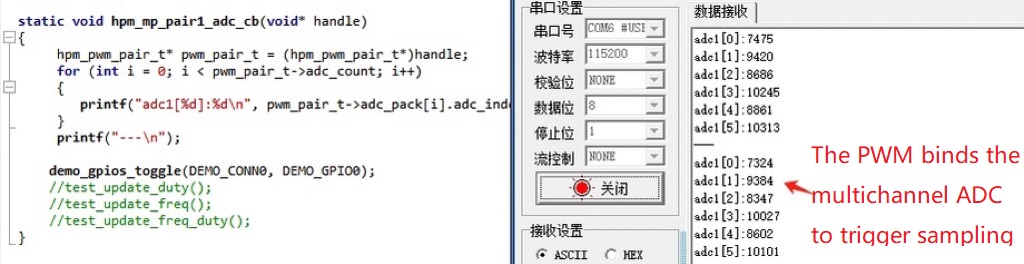 static void hpm_mp_pair1_adc_cb(void* handle)
{
hpm_pwm_pair_t* pwm_pair_t = (hpm_pwm_pair_t*)handle;
for (int i = 0; i < pwm_pair_t->adc_count; i++)
{
printf("adc1[%d]:%d\n", pwm_pair_t->adc_pack[i].adc_inde
}
printf("---\n");
demo_gpios_toggle(DEMO_CONN0, DEMO_GPIO0);
//test_update_duty();
//test_update_freq();
//test_update_freq_duty();
}
串口设置
串口号 COM6 #USE
波特率 115200
校验位 NONE
数据位 8
停止位 1
流控制 NONE
关闭
接收设置
ASCII HEX
数据接收
adc1[0]:7475
adc1[1]:9420
adc1[2]:8686
adc1[3]:10245
adc1[4]:8861
adc1[5]:10313
---
adc1[0]:7324
adc1[1]:9384
adc1[2]:8347
adc1[3]:10027
adc1[4]:8602
adc1[5]:10101
The PWM binds the
multichannel ADC
to trigger sampling